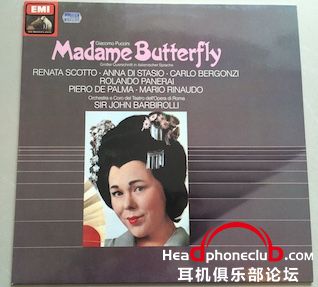 EMI
Giacomo Puccini
Madame Butterfly
Großer Querschnitt in italienischer Sprache
RENATA SCOTTO · ANNA DI STASIO · CARLO BERGONZI
ROLANDO PANERAI
PIERO DE PALMA · MARIO RINAUDO
Orchestra e Coro del Teatro dell'Opera di Roma
SIR JOHN BARBIROLLI
Headphoneclub.com
耳机俱乐部论坛